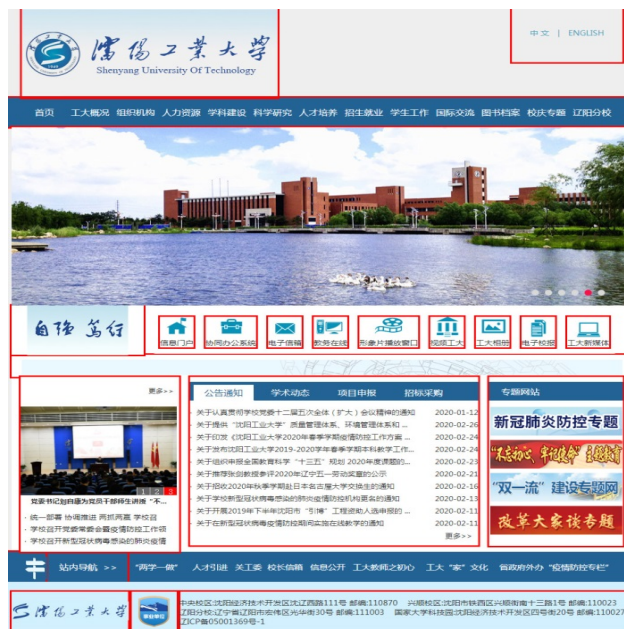 沈阳工业大学
Shenyang University Of Technology
中文 | ENGLISH
首页 工大概况 组织机构 人力资源 学科建设 科学研究 人才培养 招生就业 学生工作 国际交流 图书档案 校庆专题 辽阳分校
自强 笃行
信息门户 协同办公系统 电子信箱 教务在线 形象片播放窗口 视频工大 工大相册 电子校报 工大新媒体
更多>>
1 2 3
党委书记赵相廉为党员干部师生讲授“不...
· 统一部署 协调推进 两抓两赢 学校召
· 学校召开党委常委会暨疫情防控工作领
· 学校召开新型冠状病毒感染的肺炎疫情
公告通知 学术动态 项目申报 招标采购
· 关于认真贯彻学校党委十二届五次全体（扩大）会议精神的通知 2020-01-12
· 关于提供“沈阳工业大学”质量管理体系、环境管理体系和 ... 2020-02-26
· 关于印发《沈阳工业大学2020年春季学期疫情防控工作方案 ... 2020-02-24
· 关于发布沈阳工业大学2019-2020学年春季学期本科教学工作... 2020-02-24
· 关于组织申报全国教育科学“十三五”规划 2020年度课题的... 2020-02-23
· 关于推荐张剑教授参评2020年辽宁五一劳动奖章的公示 2020-02-21
· 关于招收2020年秋季学期赴日本名古屋大学交换生的通知 2020-02-16
· 关于学校新型冠状病毒感染的肺炎疫情防控机构更名的通知 2020-02-13
· 关于开展2019年下半年沈阳市“引博”工程资助人选申报的 ... 2020-02-11
· 关于在新型冠状病毒疫情防控期间实施在线教学的通知 2020-02-11
更多>>
专题网站
新冠肺炎防控专题
“不忘初心、牢记使命”主题教育
“双一流”建设专题网
改革大家谈专题
站内导航 >> “两学一做” 人才引进 关工委 校长信箱 信息公开 工大教师之初心 工大“家”文化 省政府外办“疫情防控专栏”
沈阳工业大学
事业单位
中央校区:沈阳经济技术开发区沈辽西路111号 邮编:110870 兴顺校区:沈阳市铁西区兴顺街南十三路1号 邮编:110023
辽阳分校:辽宁省辽阳市宏伟区光华街30号 邮编:111003 国家大学科技园:沈阳经济技术开发区四号街20号 邮编:110027
辽ICP备05001369号-1